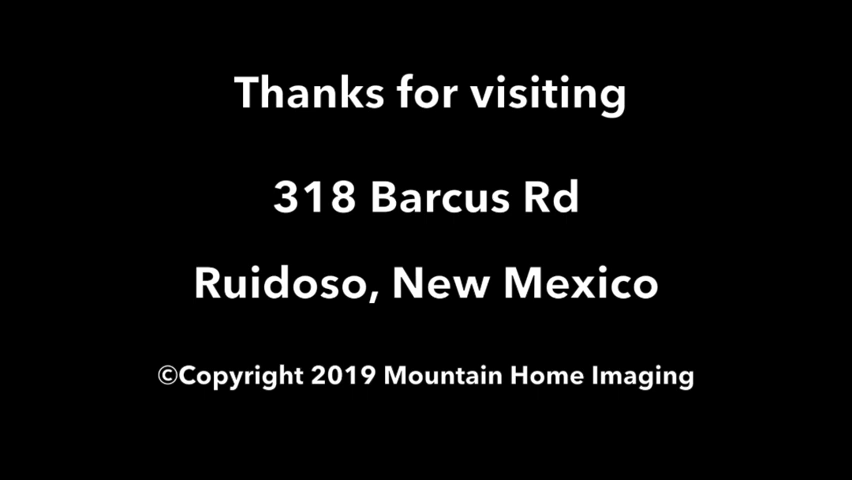 Thanks for visiting
318 Barcus Rd
Ruidoso, New Mexico
©Copyright 2019 Mountain Home Imaging